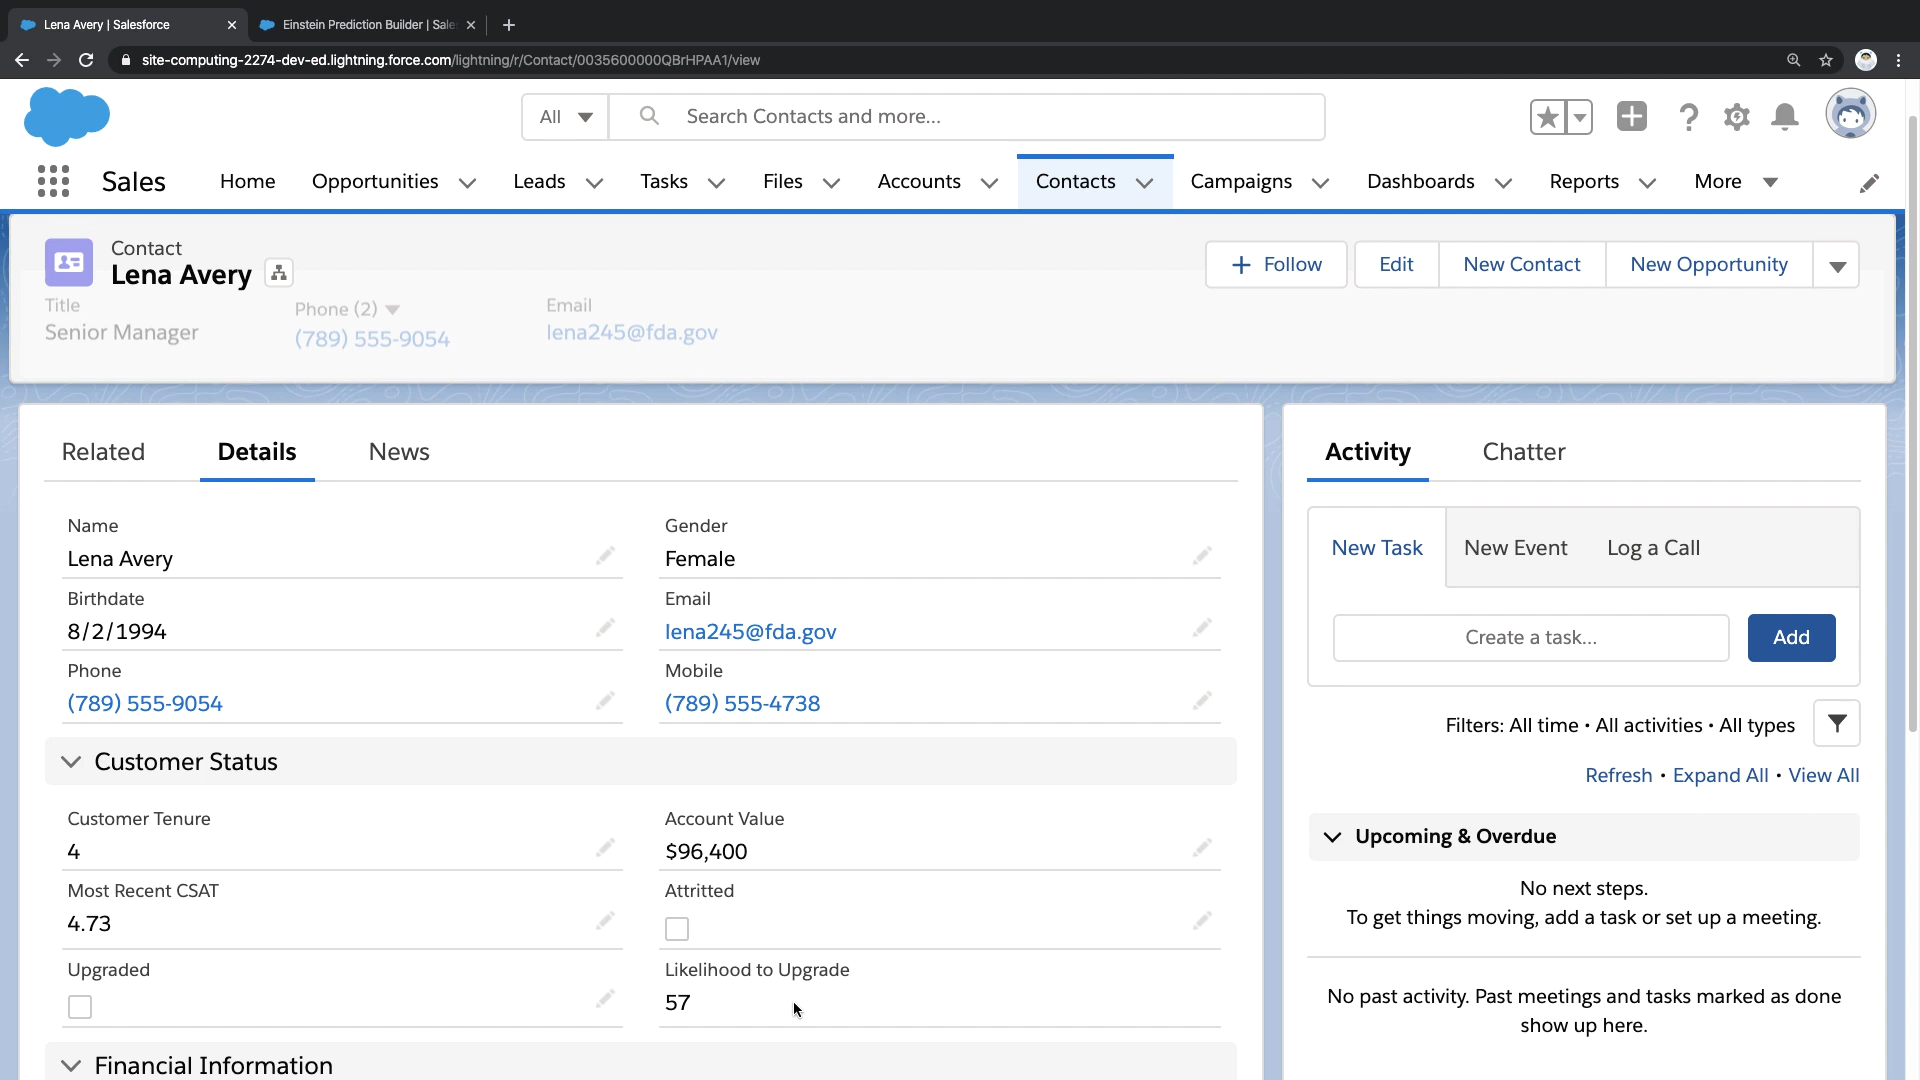 Lena Avery | Salesforce
Einstein Prediction Builder | Sale
site-computing-2274-dev-ed.lightning.force.com/lightning/r/Contact/0035600000QBrHPAA1/view
All
Search Contacts and more...
Sales
Home
Opportunities
Leads
Tasks
Files
Accounts
Contacts
Campaigns
Dashboards
Reports
More
Contact
Lena Avery
+ Follow
Edit
New Contact
New Opportunity
Title
Phone (2)
Email
Senior Manager
(789) 555-9054
lena245@fda.gov
Related
Details
News
Name
Lena Avery
Gender
Female
Birthdate
8/2/1994
Email
lena245@fda.gov
Phone
(789) 555-9054
Mobile
(789) 555-4738
Customer Status
Customer Tenure
4
Account Value
$96,400
Most Recent CSAT
4.73
Attritted
Upgraded
Likelihood to Upgrade
57
Financial Information
Activity
Chatter
New Task
New Event
Log a Call
Create a task...
Add
Filters: All time • All activities • All types
Refresh • Expand All • View All
Upcoming & Overdue
No next steps.
To get things moving, add a task or set up a meeting.
No past activity. Past meetings and tasks marked as done
show up here.